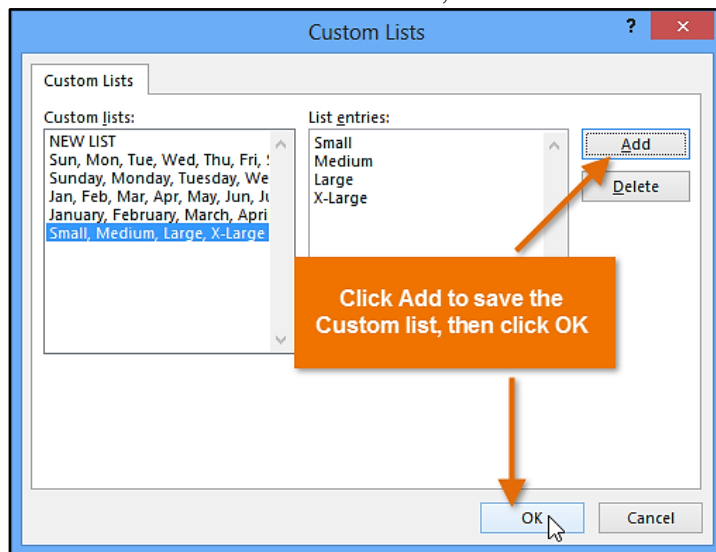 Custom Lists
?
Custom Lists
Custom lists:
NEW LIST
Sun, Mon, Tue, Wed, Thu, Fri,
Sunday, Monday, Tuesday, We
Jan, Feb, Mar, Apr, May, Jun, Ju
January, February, March, Apri
Small, Medium, Large, X-Large
List entries:
Small
Medium
Large
X-Large
Add
Delete
Click Add to save the
Custom list, then click OK
OK
Cancel